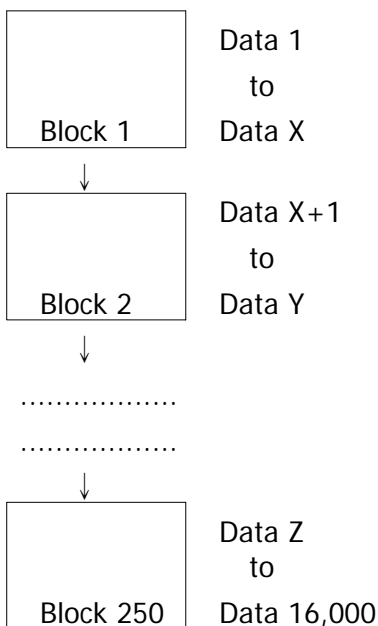 Data 1
to
Block 1 Data X
Data X+1
to
Block 2 Data Y
..................
..................
Data Z
to
Block 250 Data 16,000